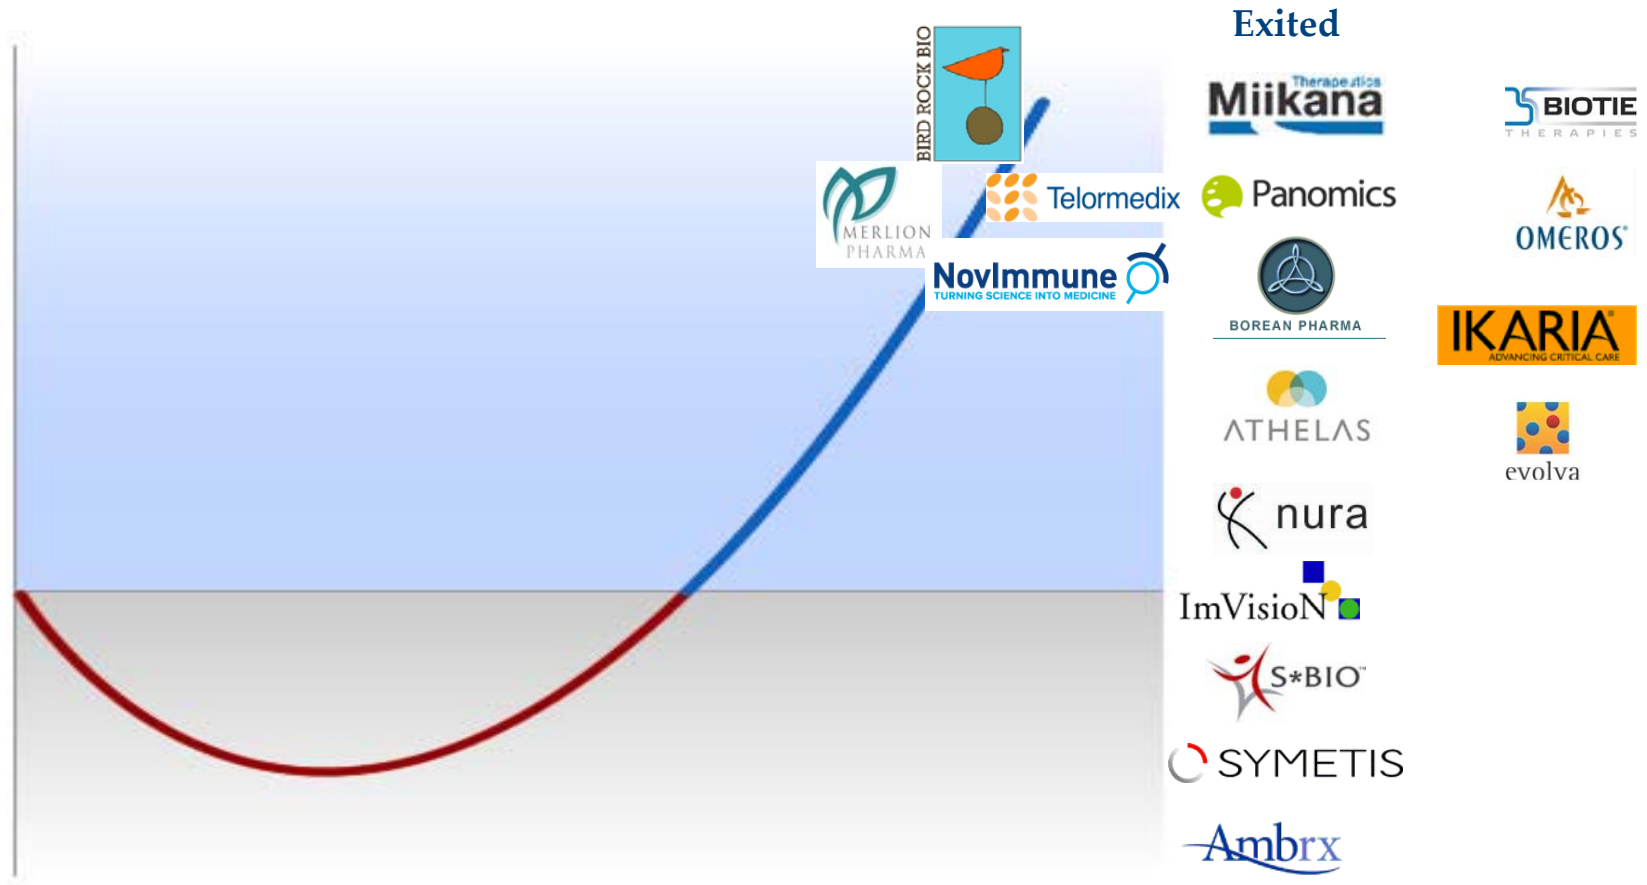 Exited
BIRD ROCK BIO
MERLION
PHARMA
Telormedix
NovImmune
TURNING SCIENCE INTO MEDICINE
Miikana
Therapeutics
Panomics
BOREAN PHARMA
ATHELAS
nura
ImVisioN
S*BIO™
SYMETIS
Ambrx
BIOTIE
THERAPIES
OMEROS®
IKARIA®
ADVANCING CRITICAL CARE
evolva